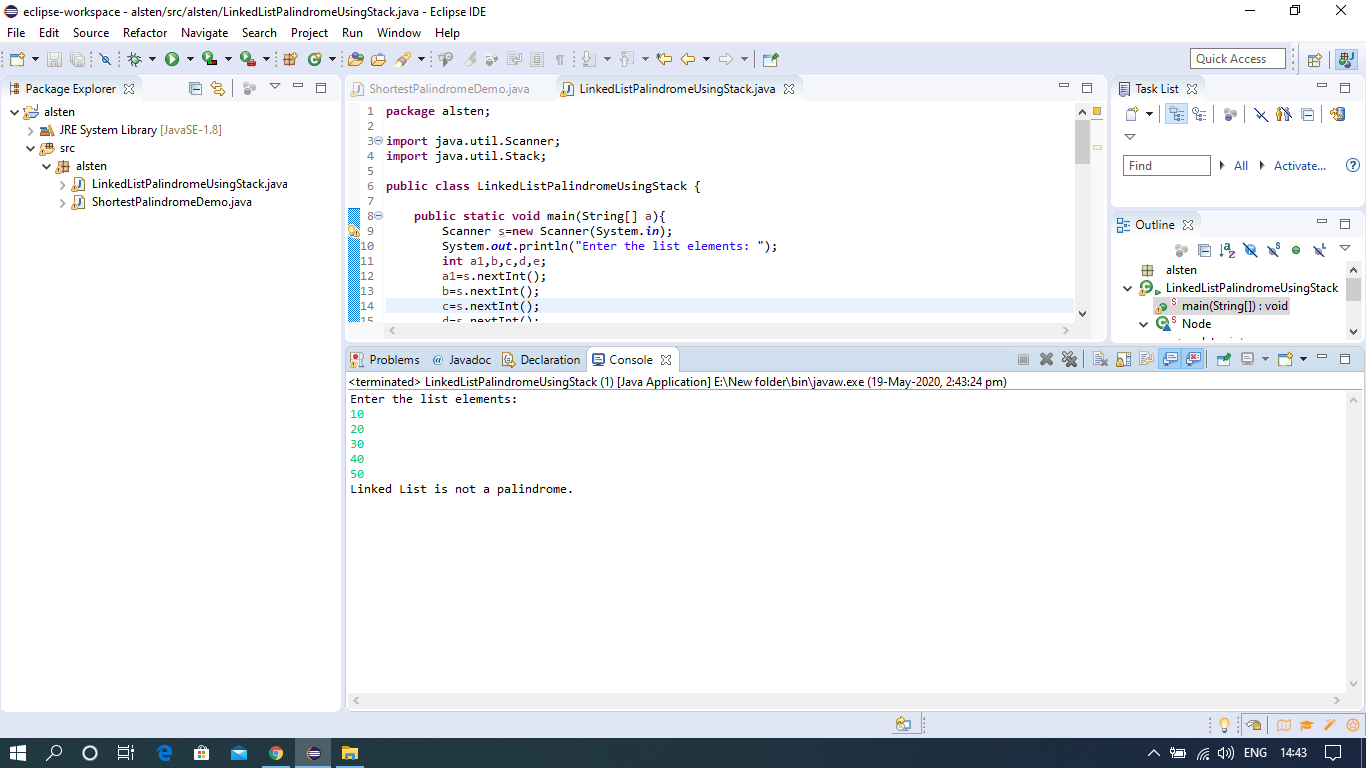 eclipse-workspace - alsten/src/alsten/LinkedListPalindromeUsingStack.java - Eclipse IDE
File Edit Source Refactor Navigate Search Project Run Window Help
Quick Access
Package Explorer
alsten
JRE System Library [JavaSE-1.8]
src
alsten
LinkedListPalindromeUsingStack.java
ShortestPalindromeDemo.java
ShortestPalindromeDemo.java LinkedListPalindromeUsingStack.java
1 package alsten;
2
3 import java.util.Scanner;
4 import java.util.Stack;
5
6 public class LinkedListPalindromeUsingStack {
7
8 public static void main(String[] a){
9 Scanner s=new Scanner(System.in);
10 System.out.println("Enter the list elements: ");
11 int a1,b,c,d,e;
12 a1=s.nextInt();
13 b=s.nextInt();
14 c=s.nextInt();
15 d=s.nextInt();
Task List
Find All Activate...
Outline
alsten
LinkedListPalindromeUsingStack
main(String[]) : void
Node
Problems @ Javadoc Declaration Console
<terminated> LinkedListPalindromeUsingStack (1) [Java Application] E:\New folder\bin\javaw.exe (19-May-2020, 2:43:24 pm)
Enter the list elements:
10
20
30
40
50
Linked List is not a palindrome.
ENG 14:43